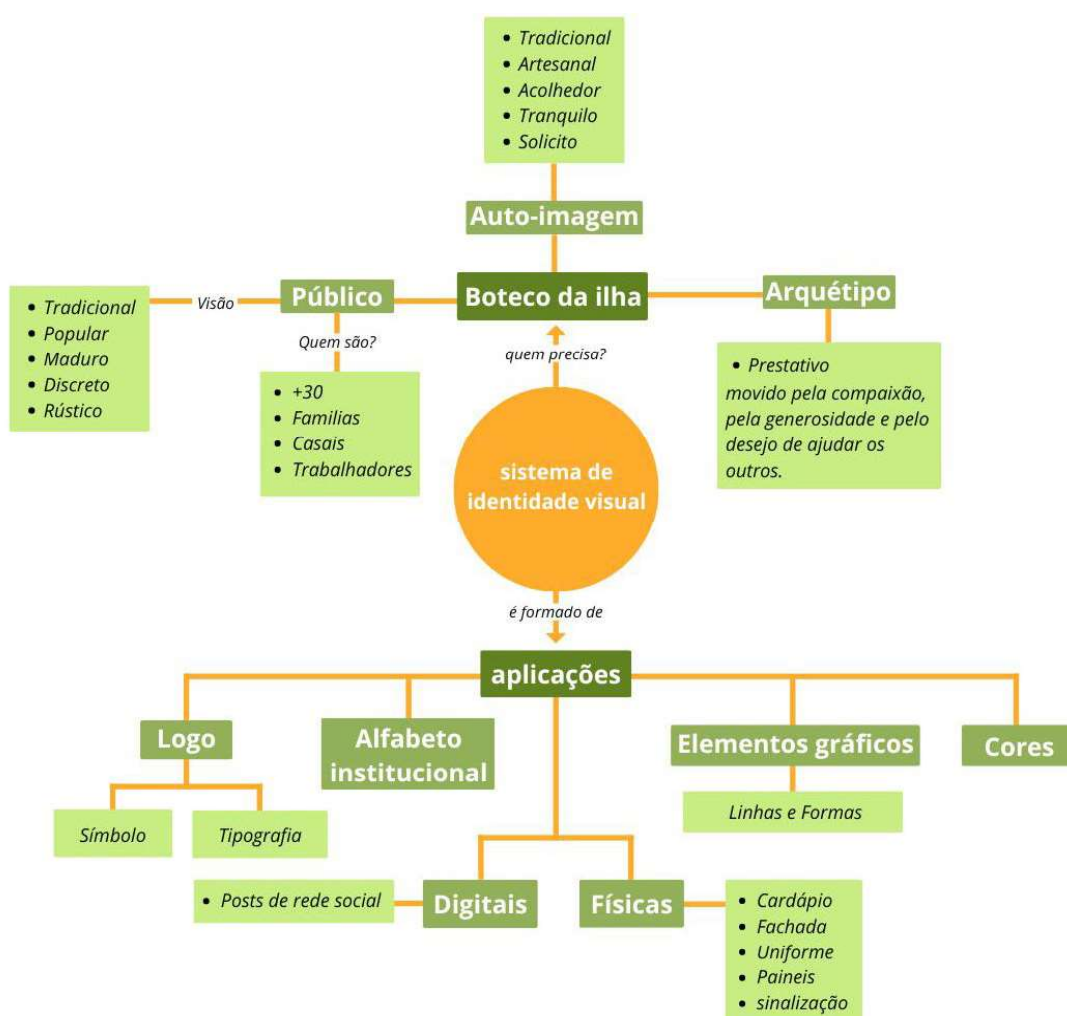 • Tradicional
• Artesanal
• Acolhedor
• Tranquilo
• Solicito
Auto-imagem
• Tradicional
• Popular
• Maduro
• Discreto
• Rústico
Visão
Público
Quem são?
• +30
• Familias
• Casais
• Trabalhadores
Boteco da ilha
Arquétipo
• Prestativo
movido pela compaixão,
pela generosidade e pelo
desejo de ajudar os
outros.
quem precisa?
sistema de
identidade visual
é formado de
aplicações
Logo
Símbolo
Tipografia
Alfabeto
institucional
Elementos gráficos
Linhas e Formas
Cores
• Posts de rede social
Digitais
Físicas
• Cardápio
• Fachada
• Uniforme
• Paineis
• sinalização